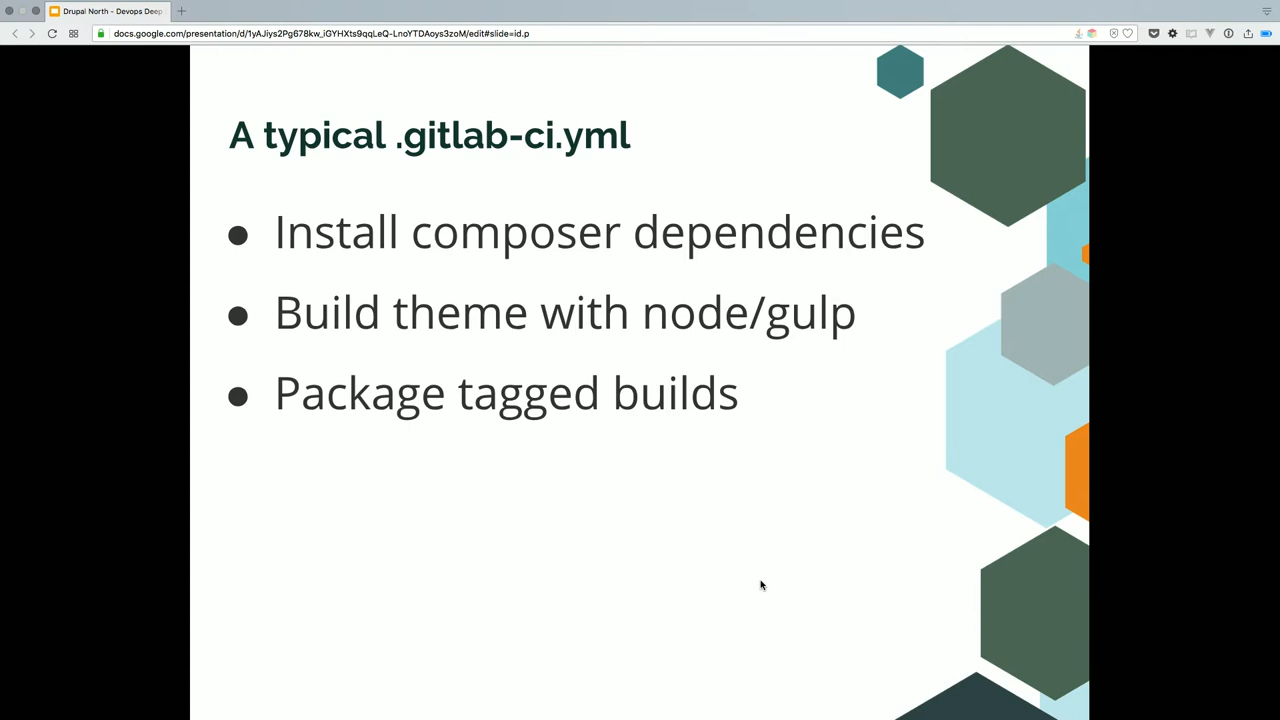 Drupal North - Devops Deep
docs.google.com/presentation/d/1yAJiys2Pg678kw_iGYHXts9qqLeQ-LnoYTDAoys3zoM/edit#slide=id.p
A typical .gitlab-ci.yml
● Install composer dependencies
● Build theme with node/gulp
● Package tagged builds